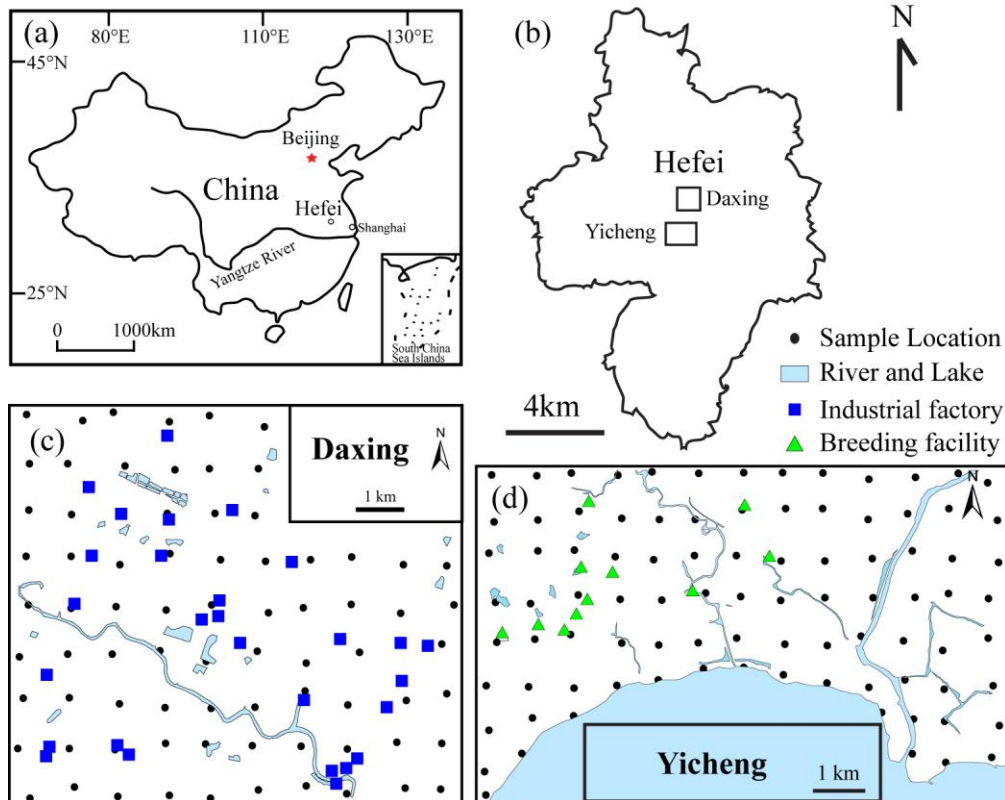 (a)
80°E
110°E
130°E
45°N
Beijing
China
Hefei
Shanghai
Yangtze River
25°N
0
1000km
South China
Sea Islands
(b)
N
Hefei
Daxing
Yicheng
4km
Sample Location
River and Lake
Industrial factory
Breeding facility
(c)
Daxing
N
1 km
(d)
N
Yicheng
1 km